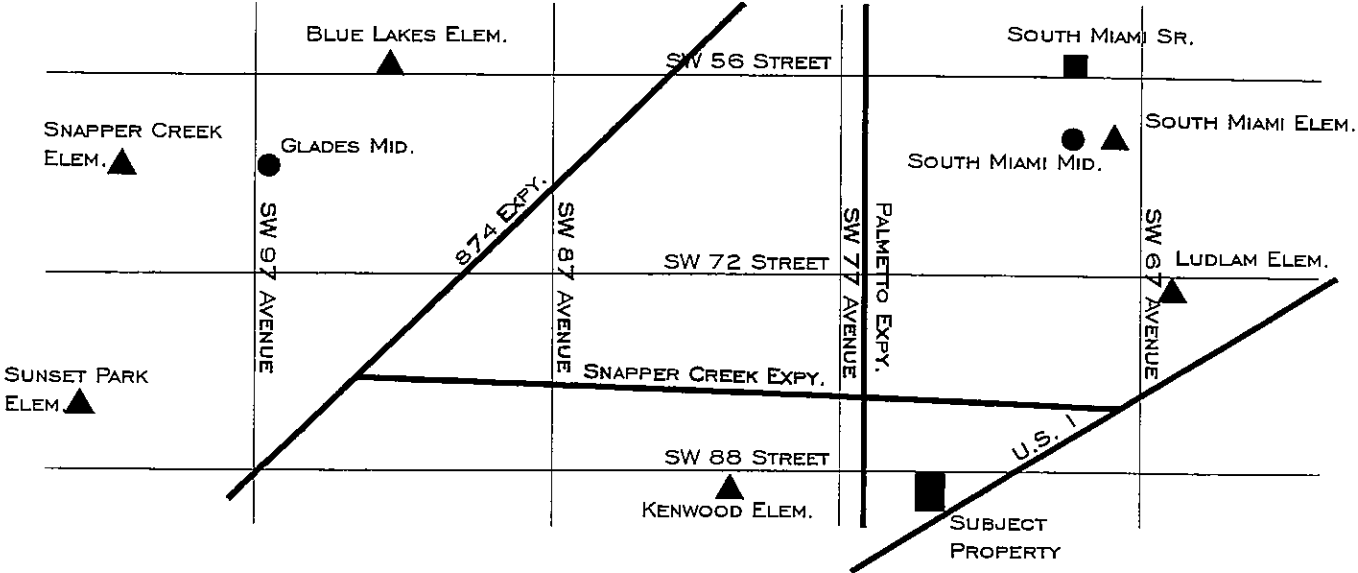 BLUE LAKES ELEM.
SOUTH MIAMI SR.
SW 56 STREET
SNAPPER CREEK
ELEM.
GLADES MID.
SOUTH MIAMI ELEM.
SOUTH MIAMI MID.
874 EXPY.
SW 97 AVENUE
SW 87 AVENUE
SW 77 AVENUE
PALMETTO EXPY.
SW 67 AVENUE
SW 72 STREET
LUDLAM ELEM.
SUNSET PARK
ELEM.
SNAPPER CREEK EXPY.
U.S. 1
SW 88 STREET
KENWOOD ELEM.
SUBJECT
PROPERTY